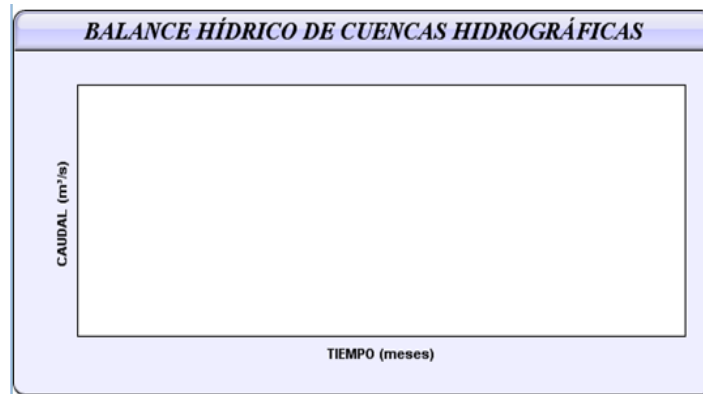 BALANCE HÍDRICO DE CUENCAS HIDROGRÁFICAS
CAUDAL (m³/s)
TIEMPO (meses)